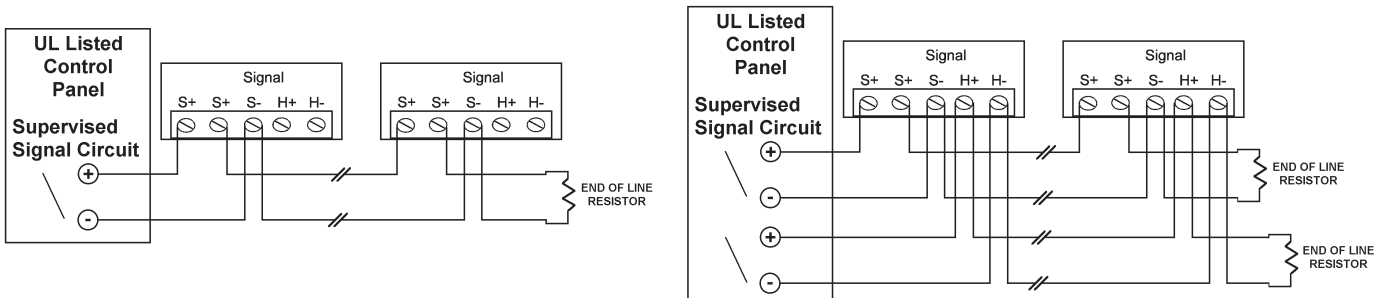 UL Listed
Control
Panel
Supervised
Signal Circuit
+
-
Signal
S+ S+ S- H+ H-
Signal
S+ S+ S- H+ H-
END OF LINE
RESISTOR
UL Listed
Control
Panel
Supervised
Signal Circuit
+
-
+
-
Signal
S+ S+ S- H+ H-
Signal
S+ S+ S- H+ H-
END OF LINE
RESISTOR
END OF LINE
RESISTOR